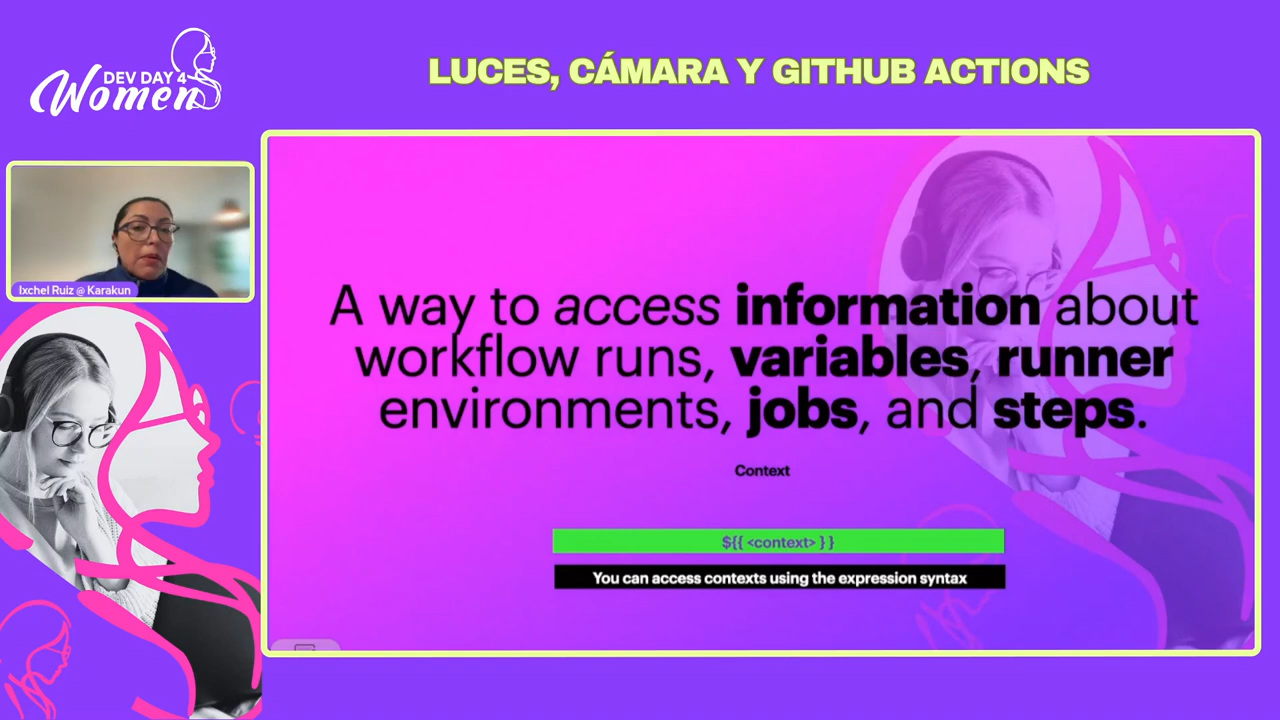 DEV DAY 4
Women
LUCES, CÁMARA Y GITHUB ACTIONS
Ixchel Ruiz @ Karakun
A way to access information about
workflow runs, variables, runner
environments, jobs, and steps.
Context
${{ <context> }}
You can access contexts using the expression syntax